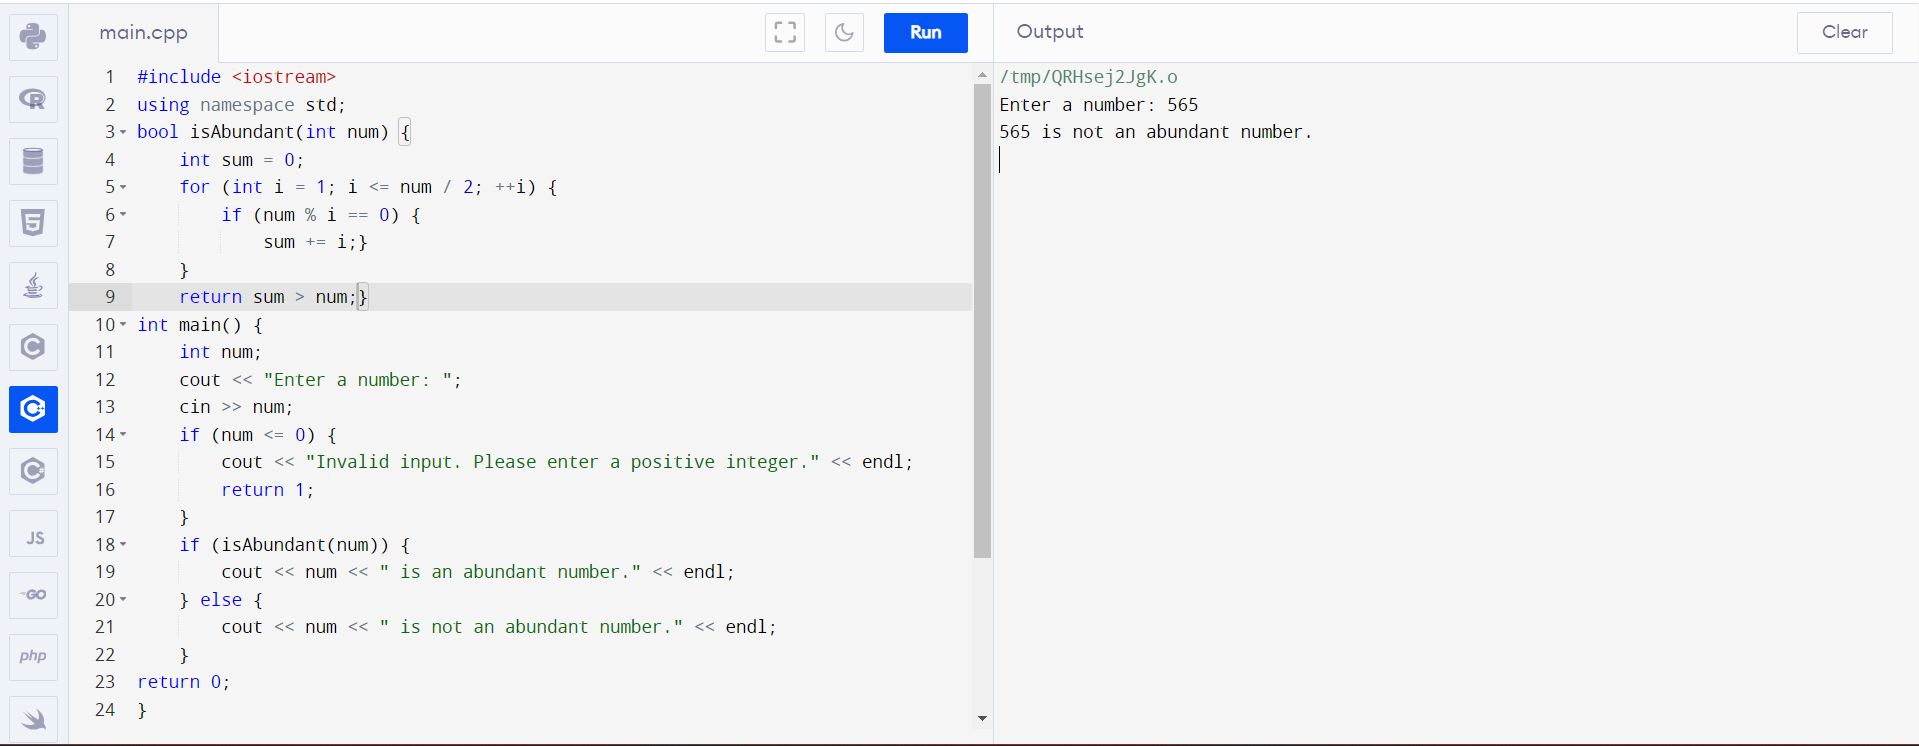 main.cpp
Run
1 #include <iostream>
2 using namespace std;
3 bool isAbundant(int num) {
4     int sum = 0;
5     for (int i = 1; i <= num / 2; ++i) {
6         if (num % i == 0) {
7             sum += i;}
8     }
9     return sum > num;}
10 int main() {
11     int num;
12     cout << "Enter a number: ";
13     cin >> num;
14     if (num <= 0) {
15         cout << "Invalid input. Please enter a positive integer." << endl;
16         return 1;
17     }
18     if (isAbundant(num)) {
19         cout << num << " is an abundant number." << endl;
20     } else {
21         cout << num << " is not an abundant number." << endl;
22     }
23 return 0;
24 }
Output
Clear
/tmp/QRHsej2JgK.o
Enter a number: 565
565 is not an abundant number.
R
5
C
C++
C#
JS
GO
php